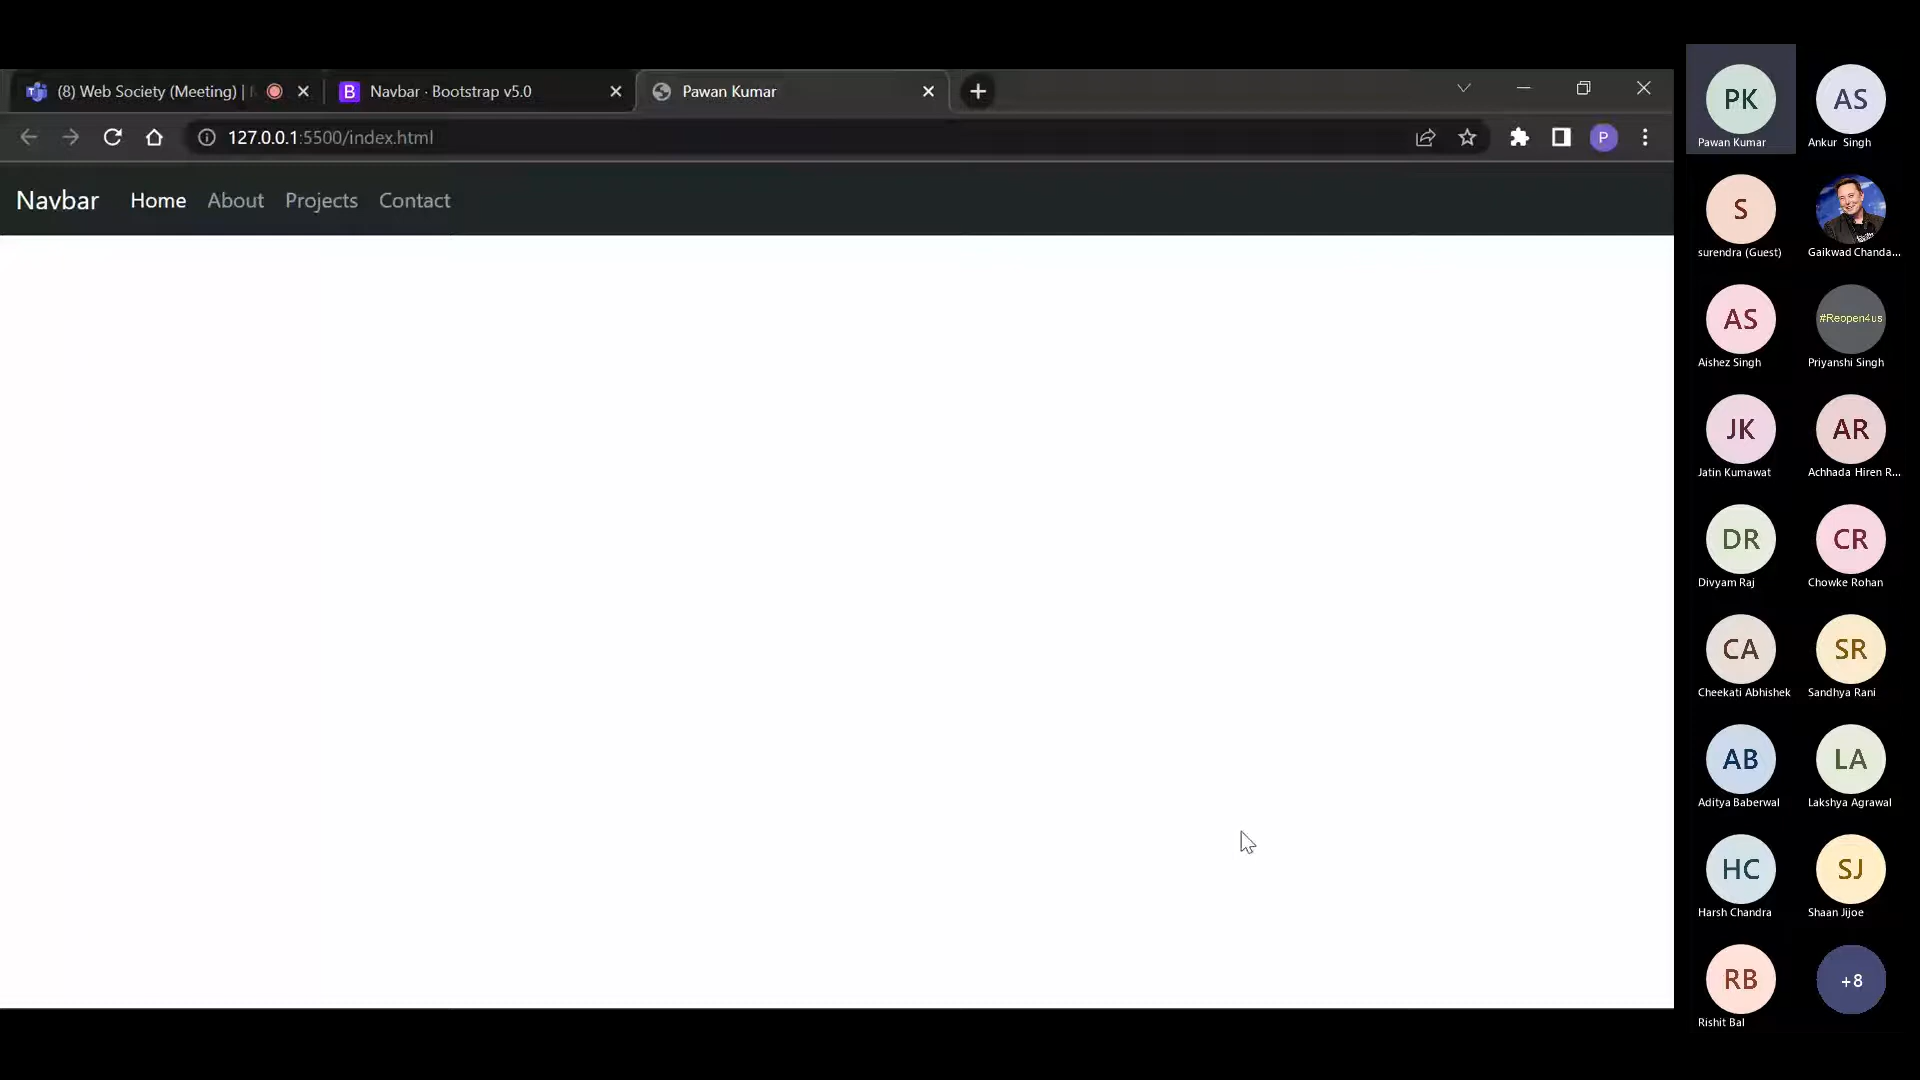 (8) Web Society (Meeting) |
Navbar · Bootstrap v5.0
Pawan Kumar
127.0.0.1:5500/index.html
P
Navbar Home About Projects Contact
PK
Pawan Kumar
AS
Ankur Singh
S
surendra (Guest)
Gaikwad Chanda...
AS
Aishez Singh
#Reopen4us
Priyanshi Singh
JK
Jatin Kumawat
AR
Achhada Hiren R...
DR
Divyam Raj
CR
Chowke Rohan
CA
Cheekati Abhishek
SR
Sandhya Rani
AB
Aditya Baberwal
LA
Lakshya Agrawal
HC
Harsh Chandra
SJ
Shaan Jijoe
RB
Rishit Bal
+8